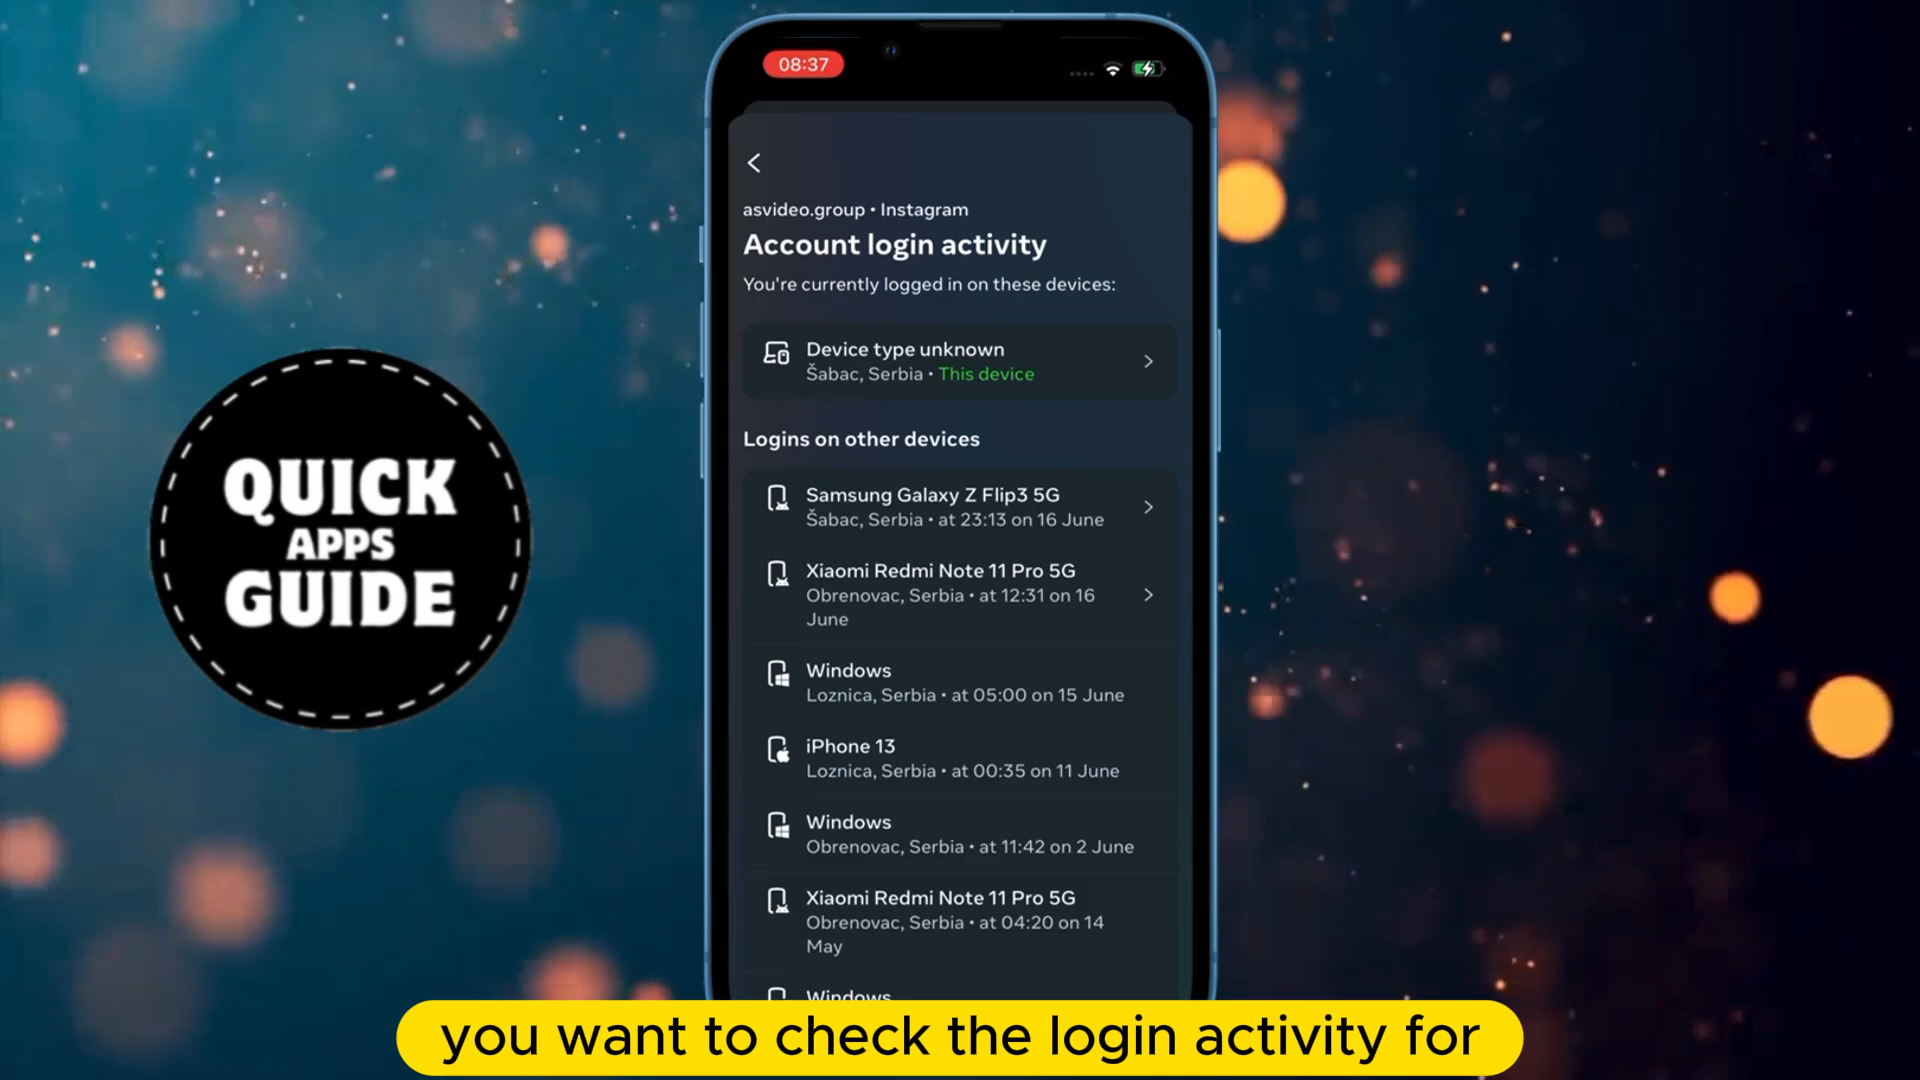 08:37
asvideo.group • Instagram
Account login activity
You're currently logged in on these devices:
Device type unknown
Šabac, Serbia • This device
Logins on other devices
Samsung Galaxy Z Flip3 5G
Šabac, Serbia • at 23:13 on 16 June
Xiaomi Redmi Note 11 Pro 5G
Obrenovac, Serbia • at 12:31 on 16
June
Windows
Loznica, Serbia • at 05:00 on 15 June
iPhone 13
Loznica, Serbia • at 00:35 on 11 June
Windows
Obrenovac, Serbia • at 11:42 on 2 June
Xiaomi Redmi Note 11 Pro 5G
Obrenovac, Serbia • at 04:20 on 14
May
Windows
QUICK
APPS
GUIDE
you want to check the login activity for